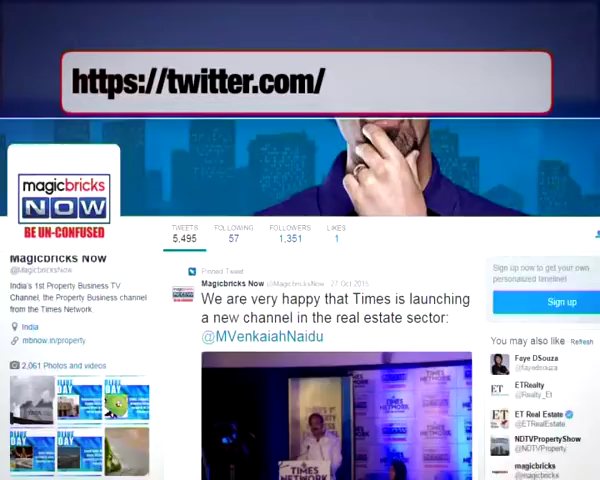 https://twitter.com/
magicbricks
NOW
BE UN-CONFUSED
TWEETS
FOLLOWING
FOLLOWERS
LIKES
5,495
57
1,351
1
Magicbricks Now
@MagicbricksNow
India's 1st Property Business TV
Channel, the Property Business channel
from the Times Network
India
mbnow.in/property
2,061 Photos and videos
Pinned Tweet
Magicbricks Now @MagicbricksNow 27 Oct 2015
We are very happy that Times is launching
a new channel in the real estate sector:
@MVenkaiahNaidu
TIMES
NETWORK
Sign up now to get your own
personalized timeline!
Sign up
You may also like Refresh
Faye DSouza
@fayedsouza
ETRealty
@Realty_Et
ET Real Estate
@ETRealEstate
NDTVPropertyShow
@NDTVProperty
magicbricks
@magicbricks